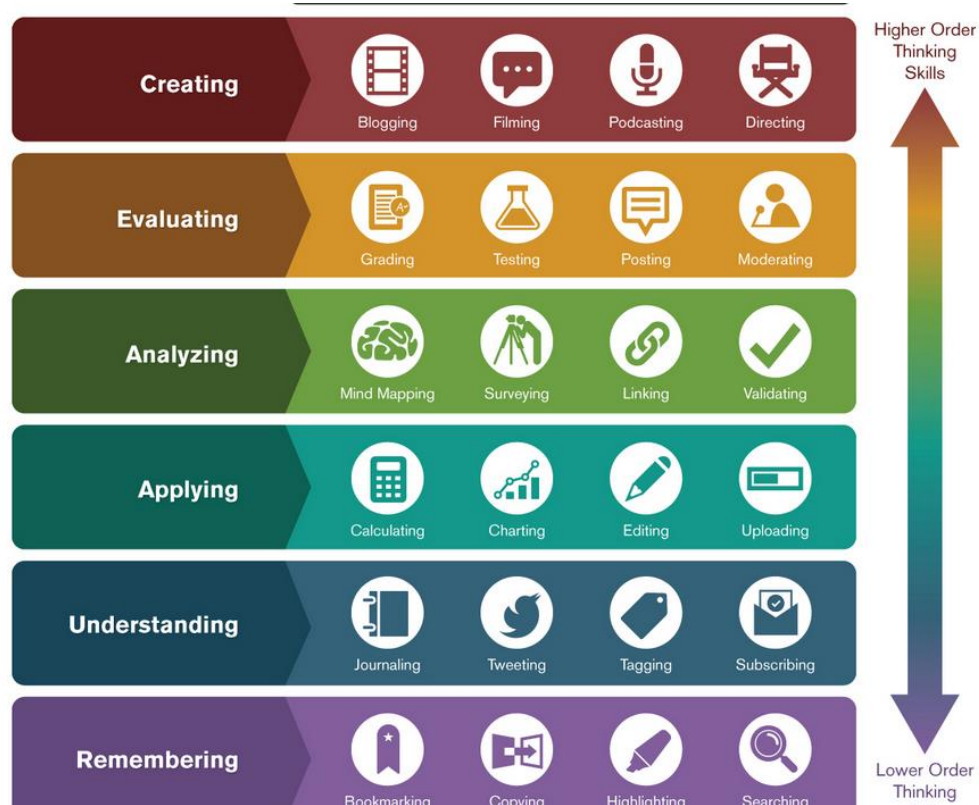 Higher Order
Thinking
Skills
Creating
Blogging Filming Podcasting Directing
Evaluating
A+
Grading Testing Posting Moderating
Analyzing
Mind Mapping Surveying Linking Validating
Applying
Calculating Charting Editing Uploading
Understanding
Journaling Tweeting Tagging Subscribing
Remembering
Bookmarking Copying Highlighting Searching
Lower Order
Thinking